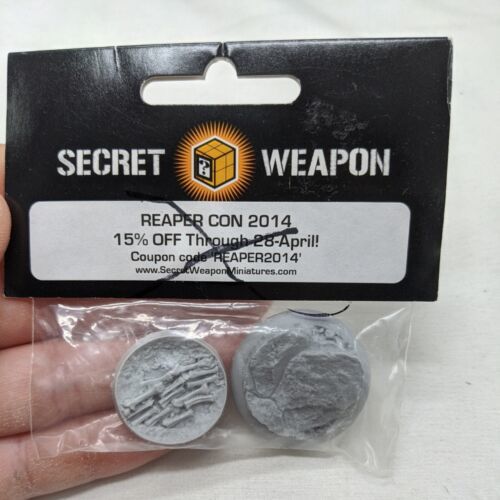 SECRET WEAPON
REAPER CON 2014
15% OFF Through 28-April!
Coupon code 'REAPER2014'
www.SecretWeaponMiniatures.com